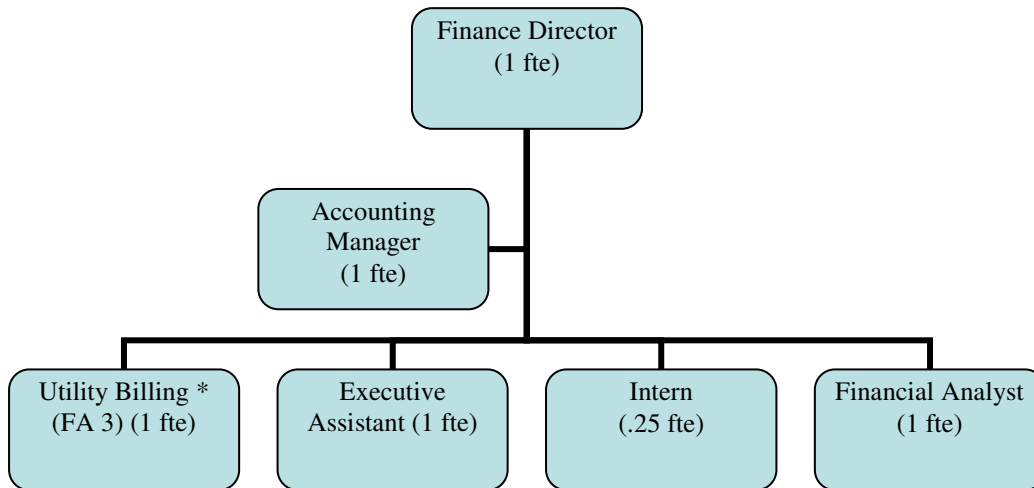 Finance Director
(1 fte)
Accounting
Manager
(1 fte)
Utility Billing *
(FA 3) (1 fte)
Executive
Assistant (1 fte)
Intern
(.25 fte)
Financial Analyst
(1 fte)